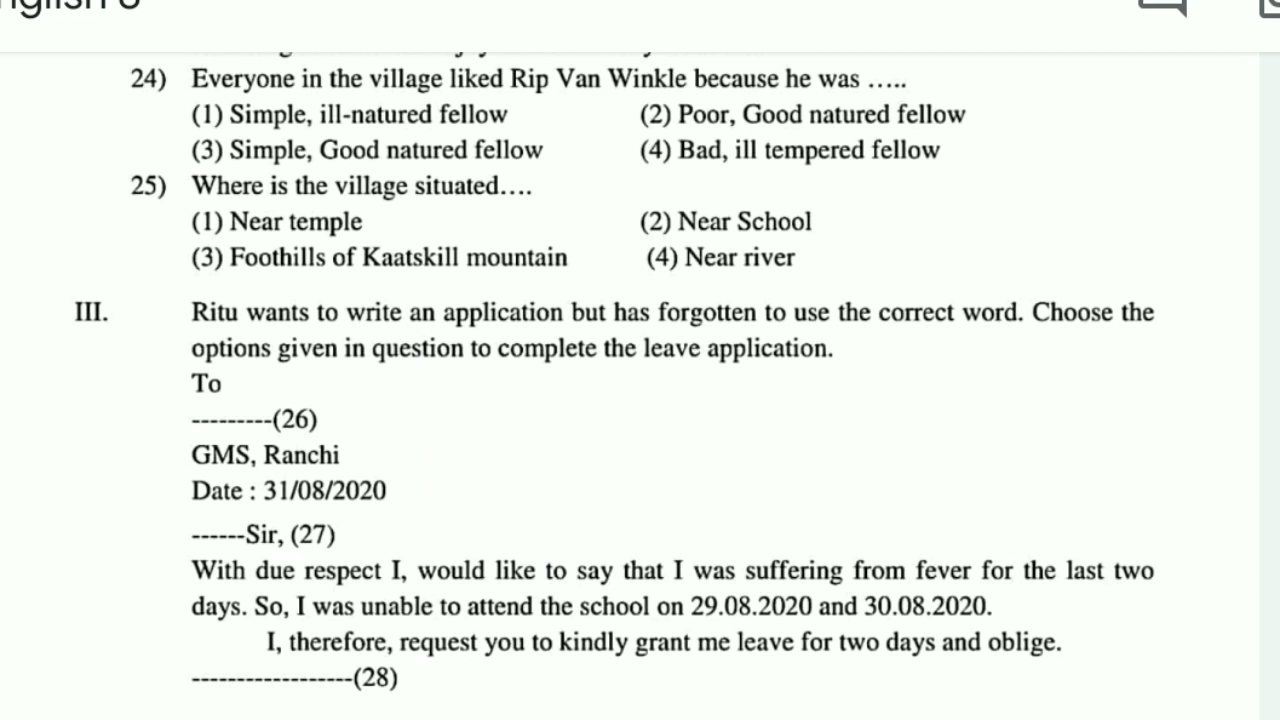 24) Everyone in the village liked Rip Van Winkle because he was .....
(1) Simple, ill-natured fellow (2) Poor, Good natured fellow
(3) Simple, Good natured fellow (4) Bad, ill tempered fellow
25) Where is the village situated....
(1) Near temple (2) Near School
(3) Foothills of Kaatskill mountain (4) Near river
III. Ritu wants to write an application but has forgotten to use the correct word. Choose the
options given in question to complete the leave application.
To
---------(26)
GMS, Ranchi
Date : 31/08/2020
------Sir, (27)
With due respect I, would like to say that I was suffering from fever for the last two
days. So, I was unable to attend the school on 29.08.2020 and 30.08.2020.
I, therefore, request you to kindly grant me leave for two days and oblige.
------------------(28)